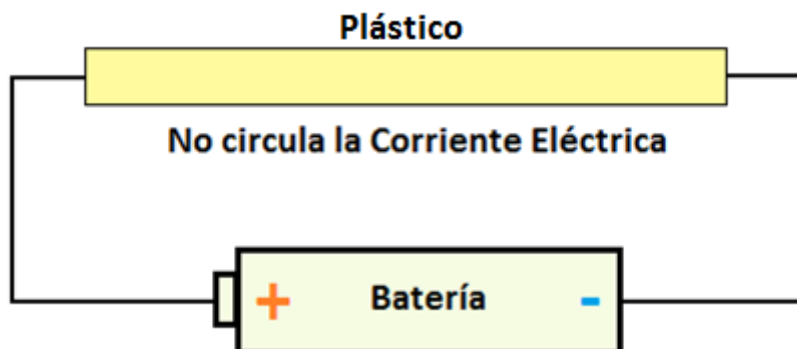 Plástico
No circula la Corriente Eléctrica
+ Batería -